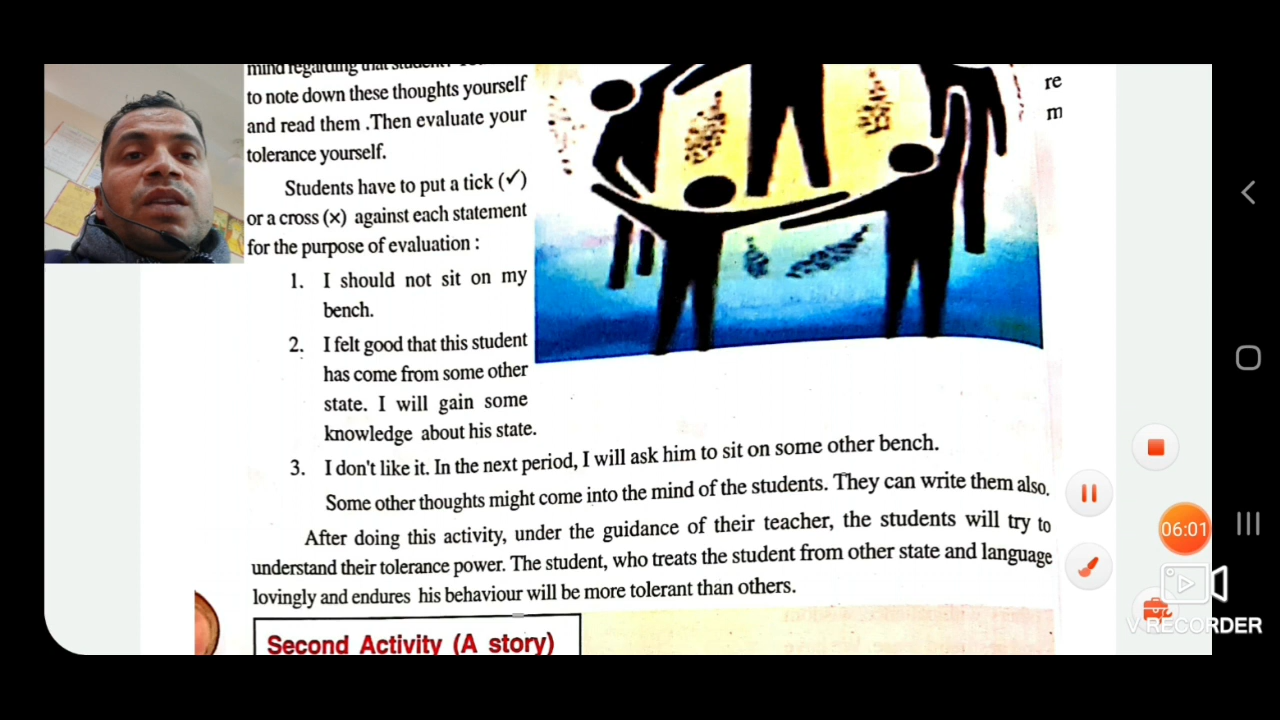 mind regarding that student?
to note down these thoughts yourself
and read them .Then evaluate your
tolerance yourself.
Students have to put a tick (✓)
or a cross (×) against each statement
for the purpose of evaluation :
1. I should not sit on my
bench.
2. I felt good that this student
has come from some other
state. I will gain some
knowledge about his state.
3. I don't like it. In the next period, I will ask him to sit on some other bench.
Some other thoughts might come into the mind of the students. They can write them also.
After doing this activity, under the guidance of their teacher, the students will try to
understand their tolerance power. The student, who treats the student from other state and language
lovingly and endures his behaviour will be more tolerant than others.
Second Activity (A story)
re
m
06:01
V RECORDER